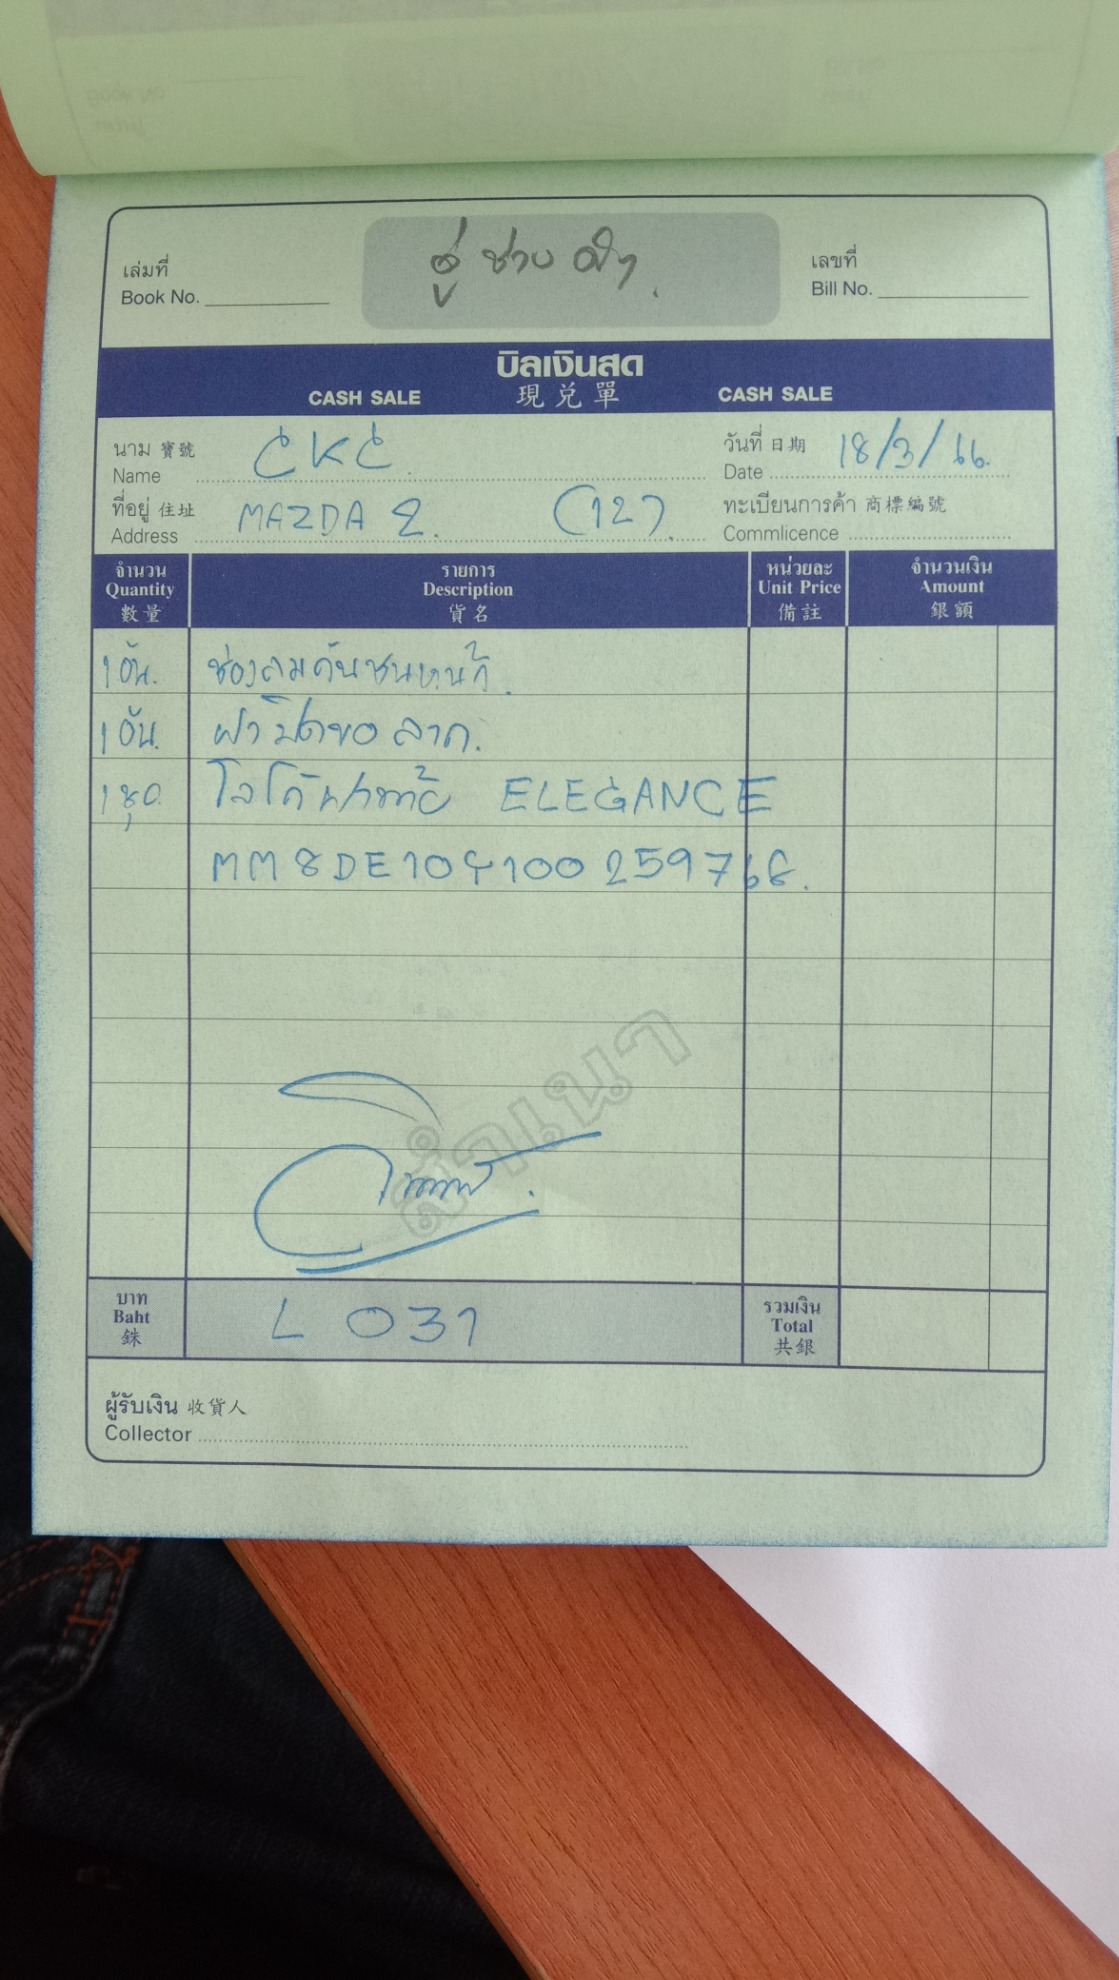 อู่ ช่าง
เล่มที่
Book No.
เลขที่
Bill No.
บิลเงินสด
CASH SALE 現兑單 CASH SALE
นาม 寶號
Name
CKC
วันที่ 日期
Date
18/3/66.
ที่อยู่ 住址
Address
MAZDA 2. (12).
ทะเบียนการค้า 商標編號
Commlicence
จำนวน รายการ หน่วยละ จำนวนเงิน
Quantity Description Unit Price Amount
數量 貨名 備註 銀額
1 อัน. ช่องลมกันชนหน้า.
1 อัน. ฝาปิดขอลาก.
1 ชุด. โลโก้ฝาท้าย ELEGANCE
MM8DE10Y100259768.
สำเนา
บาท
Baht
銖
L 031
รวมเงิน
Total
共銀
ผู้รับเงิน 收貨人
Collector